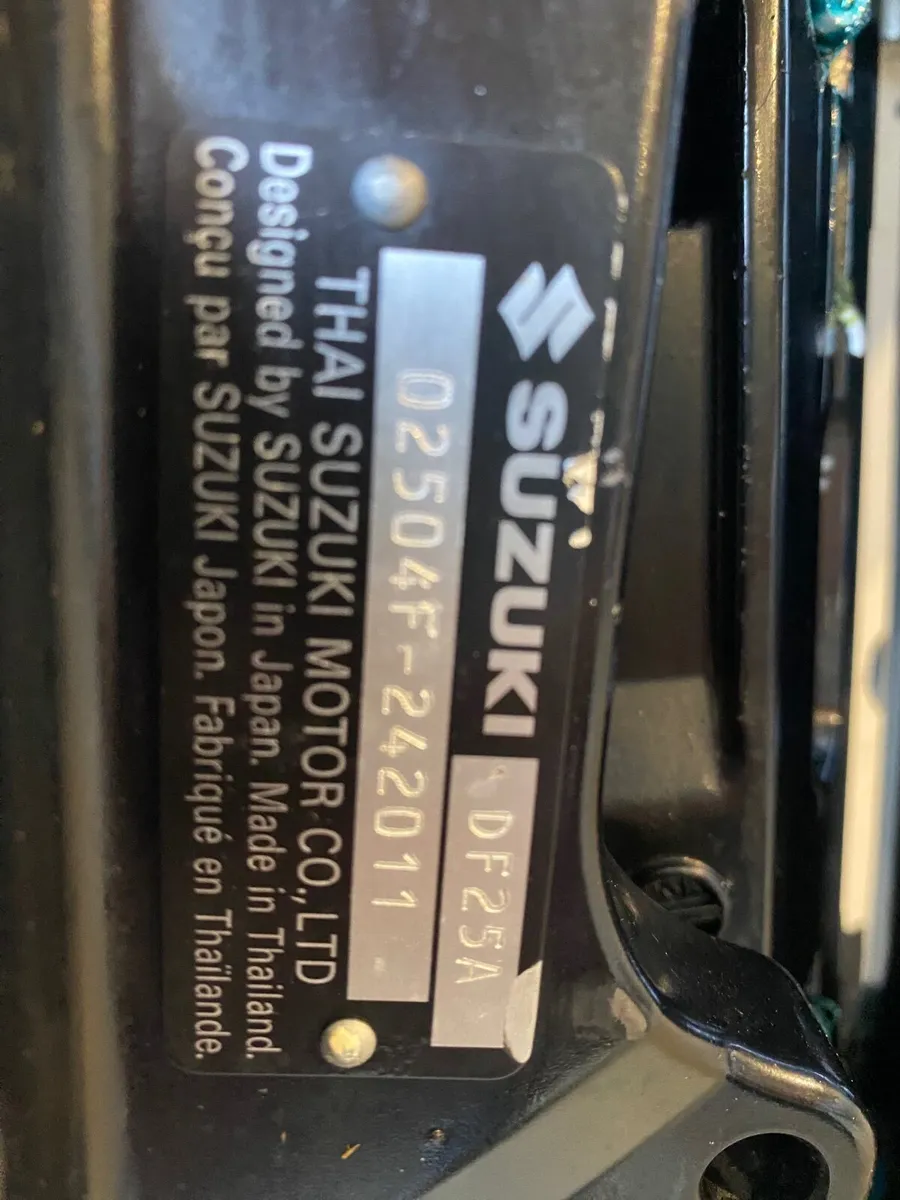 SUZUKI DF25A
02504F-242011
THAI SUZUKI MOTOR CO.,LTD
Designed by SUZUKI in Japan. Made in Thailand.
Conçu par SUZUKI Japon. Fabriqué en Thaïlande.